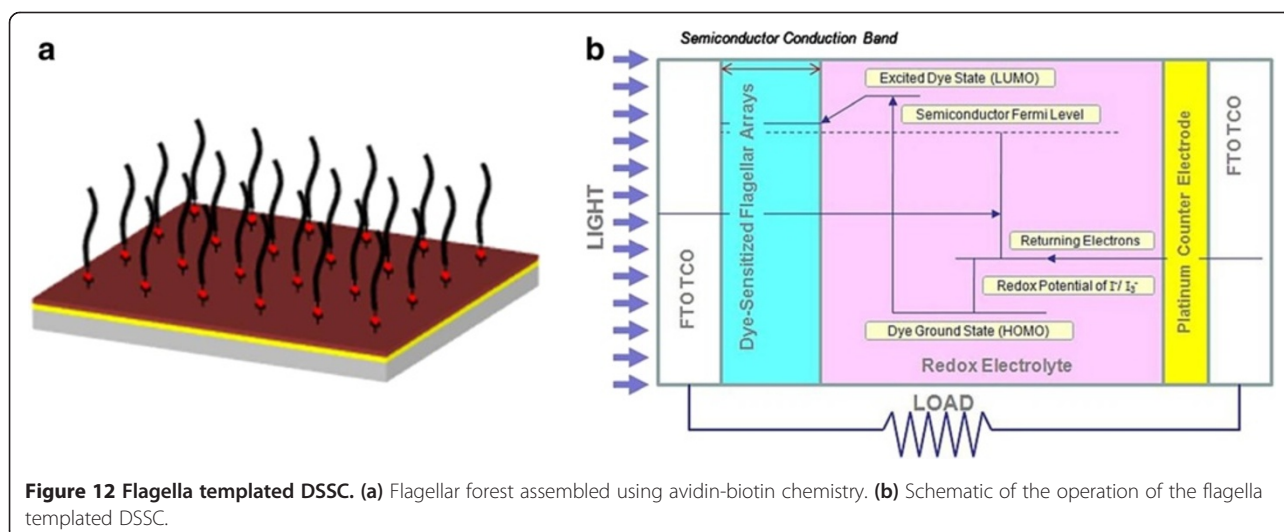 a
b
Semiconductor Conduction Band
LIGHT
FTO TCO
Dye-Sensitized Flagellar Arrays
Excited Dye State (LUMO)
Semiconductor Fermi Level
Returning Electrons
Redox Potential of I⁻/ I₃⁻
Dye Ground State (HOMO)
Redox Electrolyte
Platinum Counter Electrode
FTO TCO
LOAD
Figure 12 Flagella templated DSSC. (a) Flagellar forest assembled using avidin-biotin chemistry. (b) Schematic of the operation of the flagella
templated DSSC.